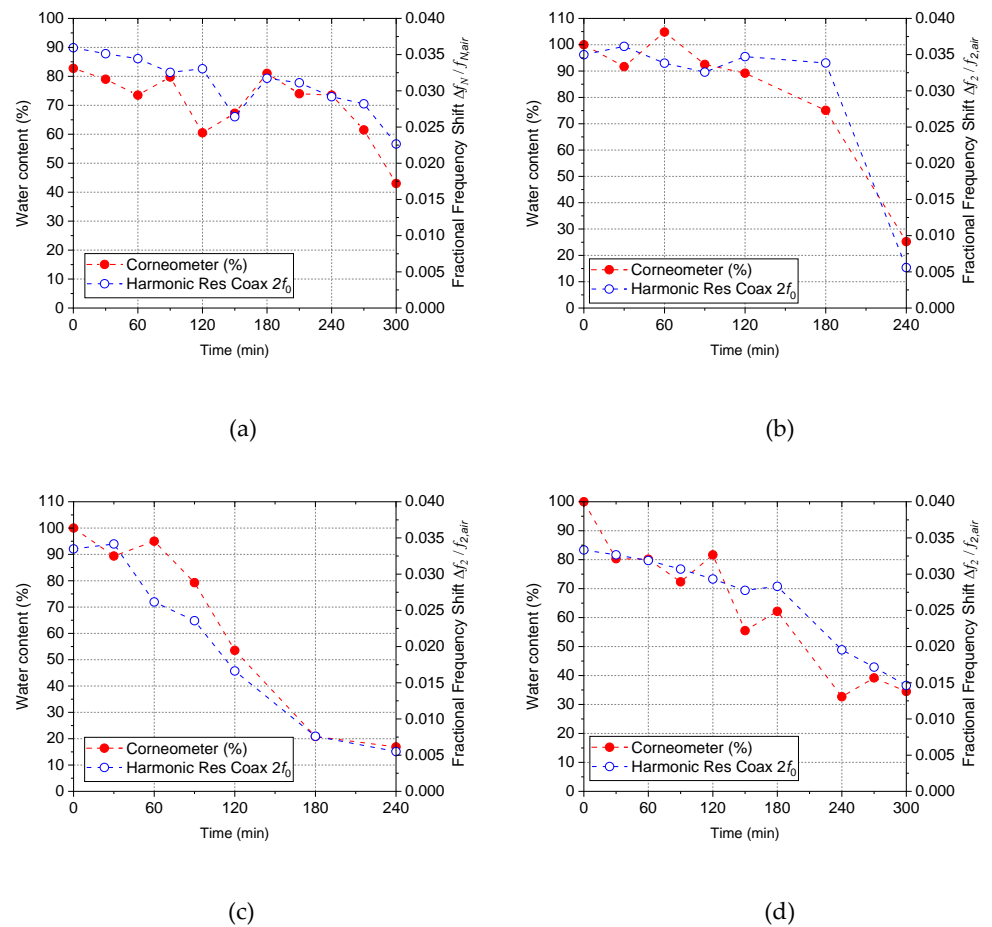 100
90
80
70
60
50
40
30
20
10
0
Water content (%)
0.040
0.035
0.030
0.025
0.020
0.015
0.010
0.005
0.000
Fractional Frequency Shift Δf_N / f_N,air
Corneometer (%)
Harmonic Res Coax 2f_0
0 60 120 180 240 300
Time (min)
(a)
110
100
90
80
70
60
50
40
30
20
10
0
Water content (%)
0.040
0.035
0.030
0.025
0.020
0.015
0.010
0.005
0.000
Fractional Frequency Shift Δf_2 / f_2,air
Corneometer (%)
Harmonic Res Coax 2f_0
0 60 120 180 240
Time (min)
(b)
110
100
90
80
70
60
50
40
30
20
10
0
Water content (%)
0.040
0.035
0.030
0.025
0.020
0.015
0.010
0.005
0.000
Fractional Frequency Shift Δf_2 / f_2,air
Corneometer (%)
Harmonic Res Coax 2f_0
0 60 120 180 240
Time (min)
(c)
100
90
80
70
60
50
40
30
20
10
0
Water content (%)
0.040
0.035
0.030
0.025
0.020
0.015
0.010
0.005
0.000
Fractional Frequency Shift Δf_2 / f_2,air
Corneometer (%)
Harmonic Res Coax 2f_0
0 60 120 180 240 300
Time (min)
(d)